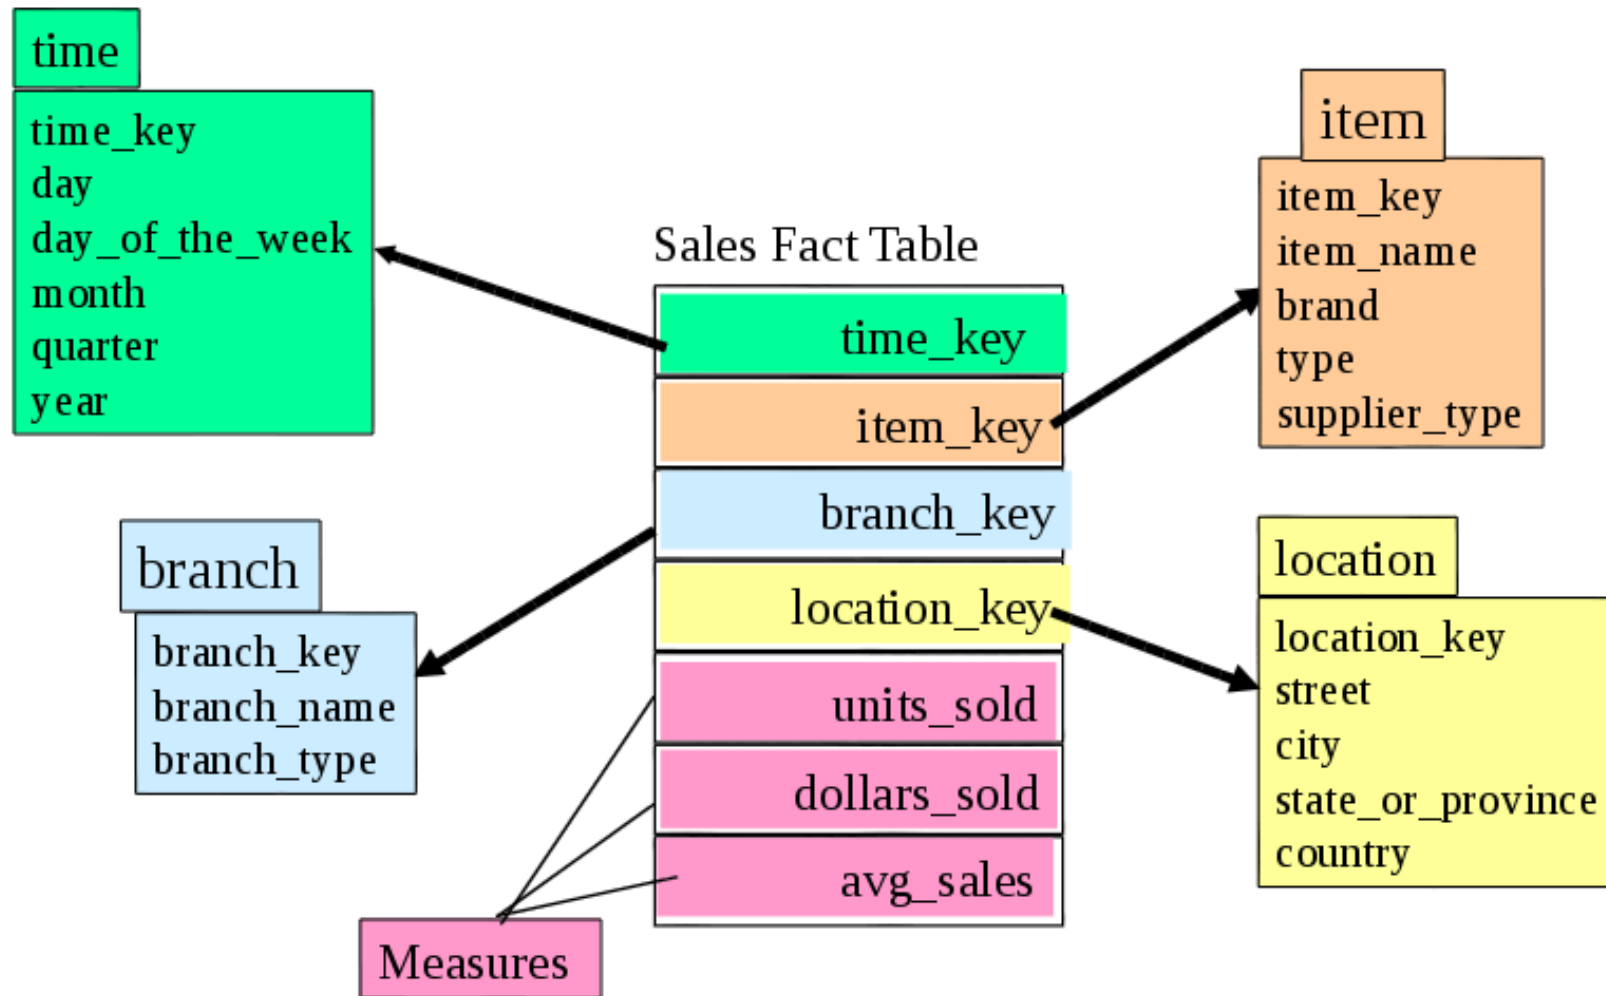 time
time_key
day
day_of_the_week
month
quarter
year
branch
branch_key
branch_name
branch_type
Sales Fact Table
time_key
item_key
branch_key
location_key
units_sold
dollars_sold
avg_sales
Measures
item
item_key
item_name
brand
type
supplier_type
location
location_key
street
city
state_or_province
country